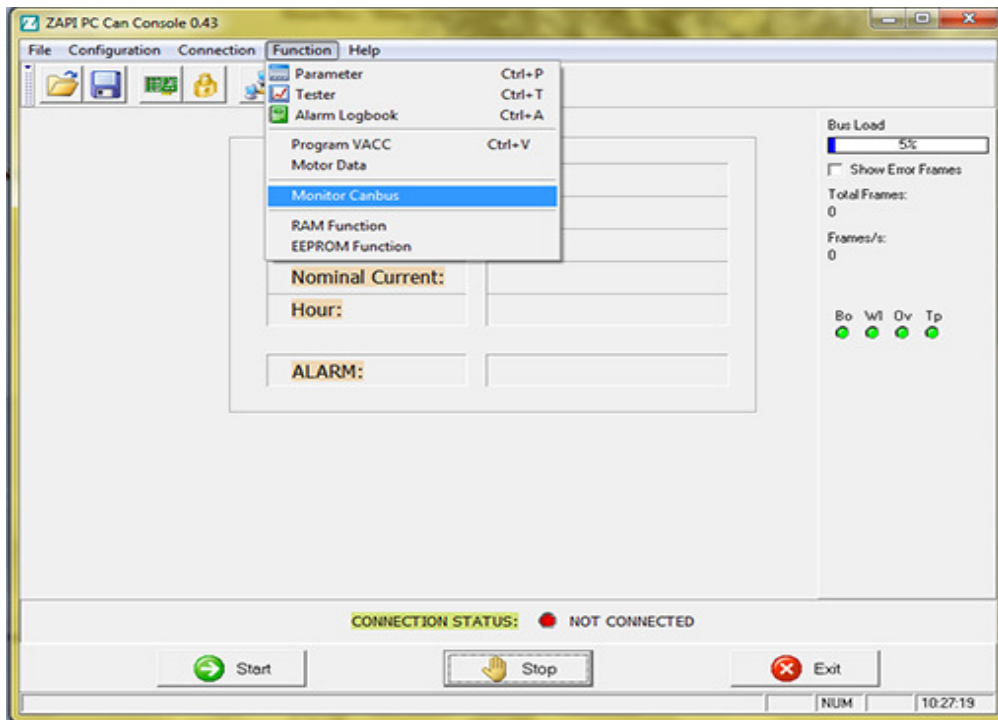 ZAPI PC Can Console 0.43
File Configuration Connection Function Help
Parameter Ctrl+P
Tester Ctrl+T
Alarm Logbook Ctrl+A
Program VACC Ctrl+V
Motor Data
Monitor Canbus
RAM Function
EEPROM Function
Nominal Current:
Hour:
ALARM:
Bus Load
5%
Show Error Frames
Total Frames:
0
Frames/s:
0
Bo Wl Ov Tp
CONNECTION STATUS: NOT CONNECTED
Start Stop Exit
NUM 10:27:19